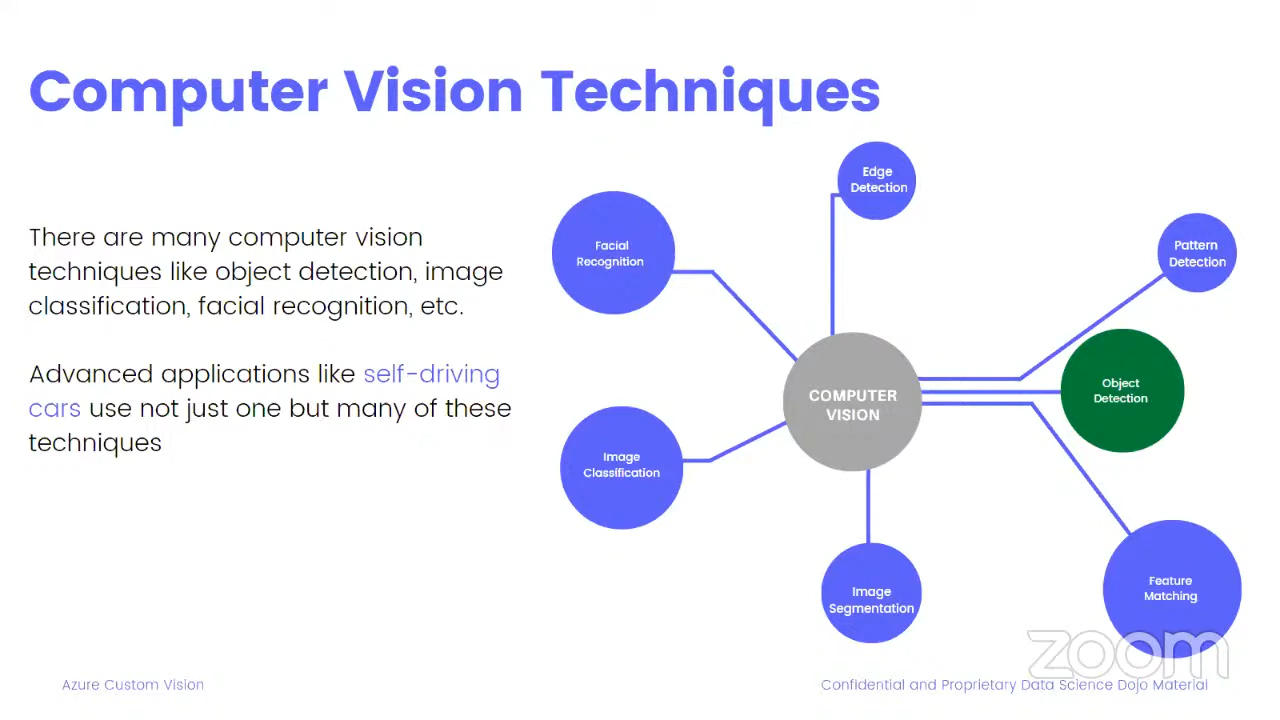 Computer Vision Techniques
There are many computer vision
techniques like object detection, image
classification, facial recognition, etc.
Advanced applications like self-driving
cars use not just one but many of these
techniques
Edge
Detection
Facial
Recognition
Pattern
Detection
COMPUTER
VISION
Object
Detection
Image
Classification
Image
Segmentation
Feature
Matching
zoom
Azure Custom Vision
Confidential and Proprietary Data Science Dojo Material